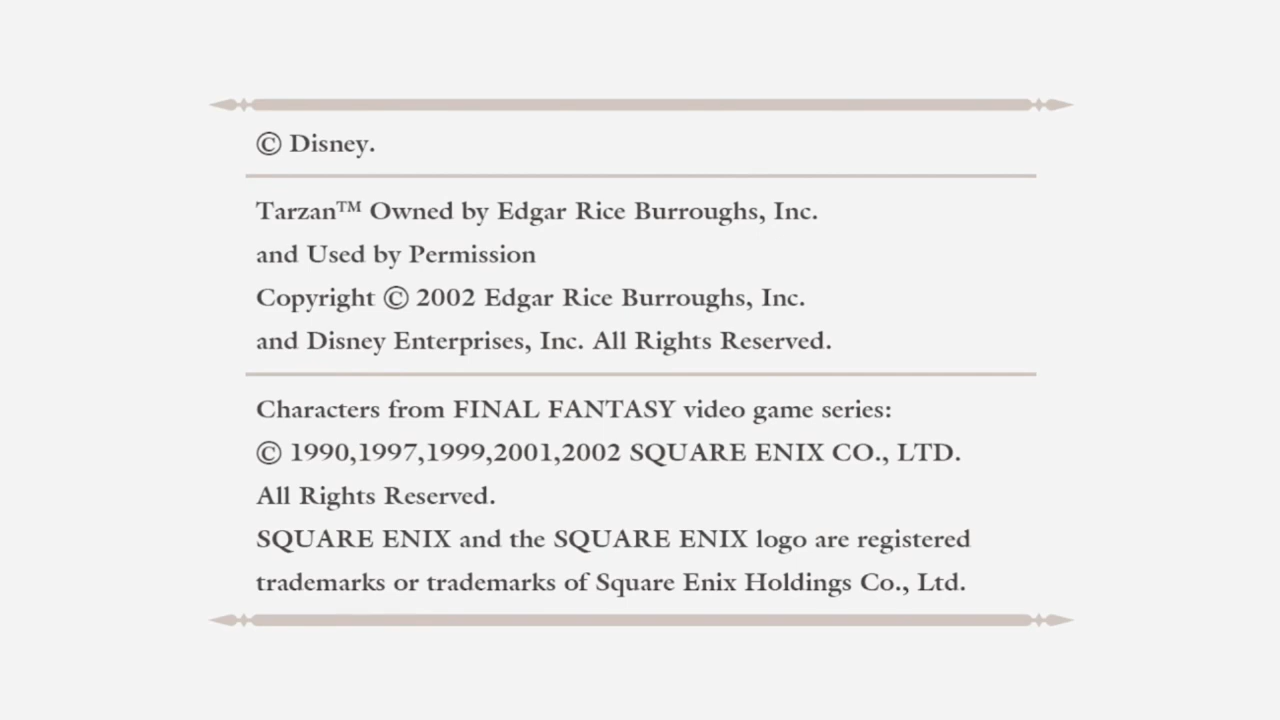 © Disney.
Tarzan™ Owned by Edgar Rice Burroughs, Inc.
and Used by Permission
Copyright © 2002 Edgar Rice Burroughs, Inc.
and Disney Enterprises, Inc. All Rights Reserved.
Characters from FINAL FANTASY video game series:
© 1990,1997,1999,2001,2002 SQUARE ENIX CO., LTD.
All Rights Reserved.
SQUARE ENIX and the SQUARE ENIX logo are registered
trademarks or trademarks of Square Enix Holdings Co., Ltd.